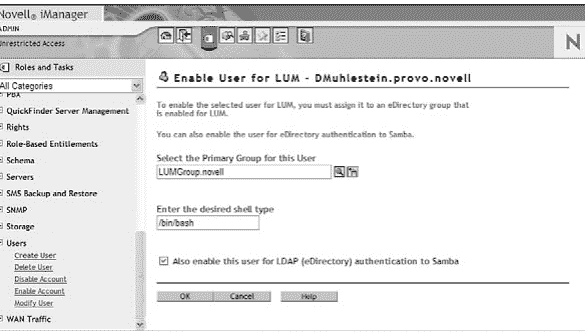 Novell iManager
ADMIN
Unrestricted Access
N
Roles and Tasks
All Categories
PBX
QuickFinder Server Management
Rights
Role-Based Entitlements
Schema
Servers
SMS Backup and Restore
SNMP
Storage
Users
Create User
Delete User
Disable Account
Enable Account
Modify User
WAN Traffic
Enable User for LUM - DMuhlestein.provo.novell
To enable the selected user for LUM, you must assign it to an eDirectory group that
is enabled for LUM.
You can also enable the user for eDirectory authentication to Samba.
Select the Primary Group for this User
LUMGroup.novell
Enter the desired shell type
/bin/bash
Also enable this user for LDAP (eDirectory) authentication to Samba
OK Cancel Help